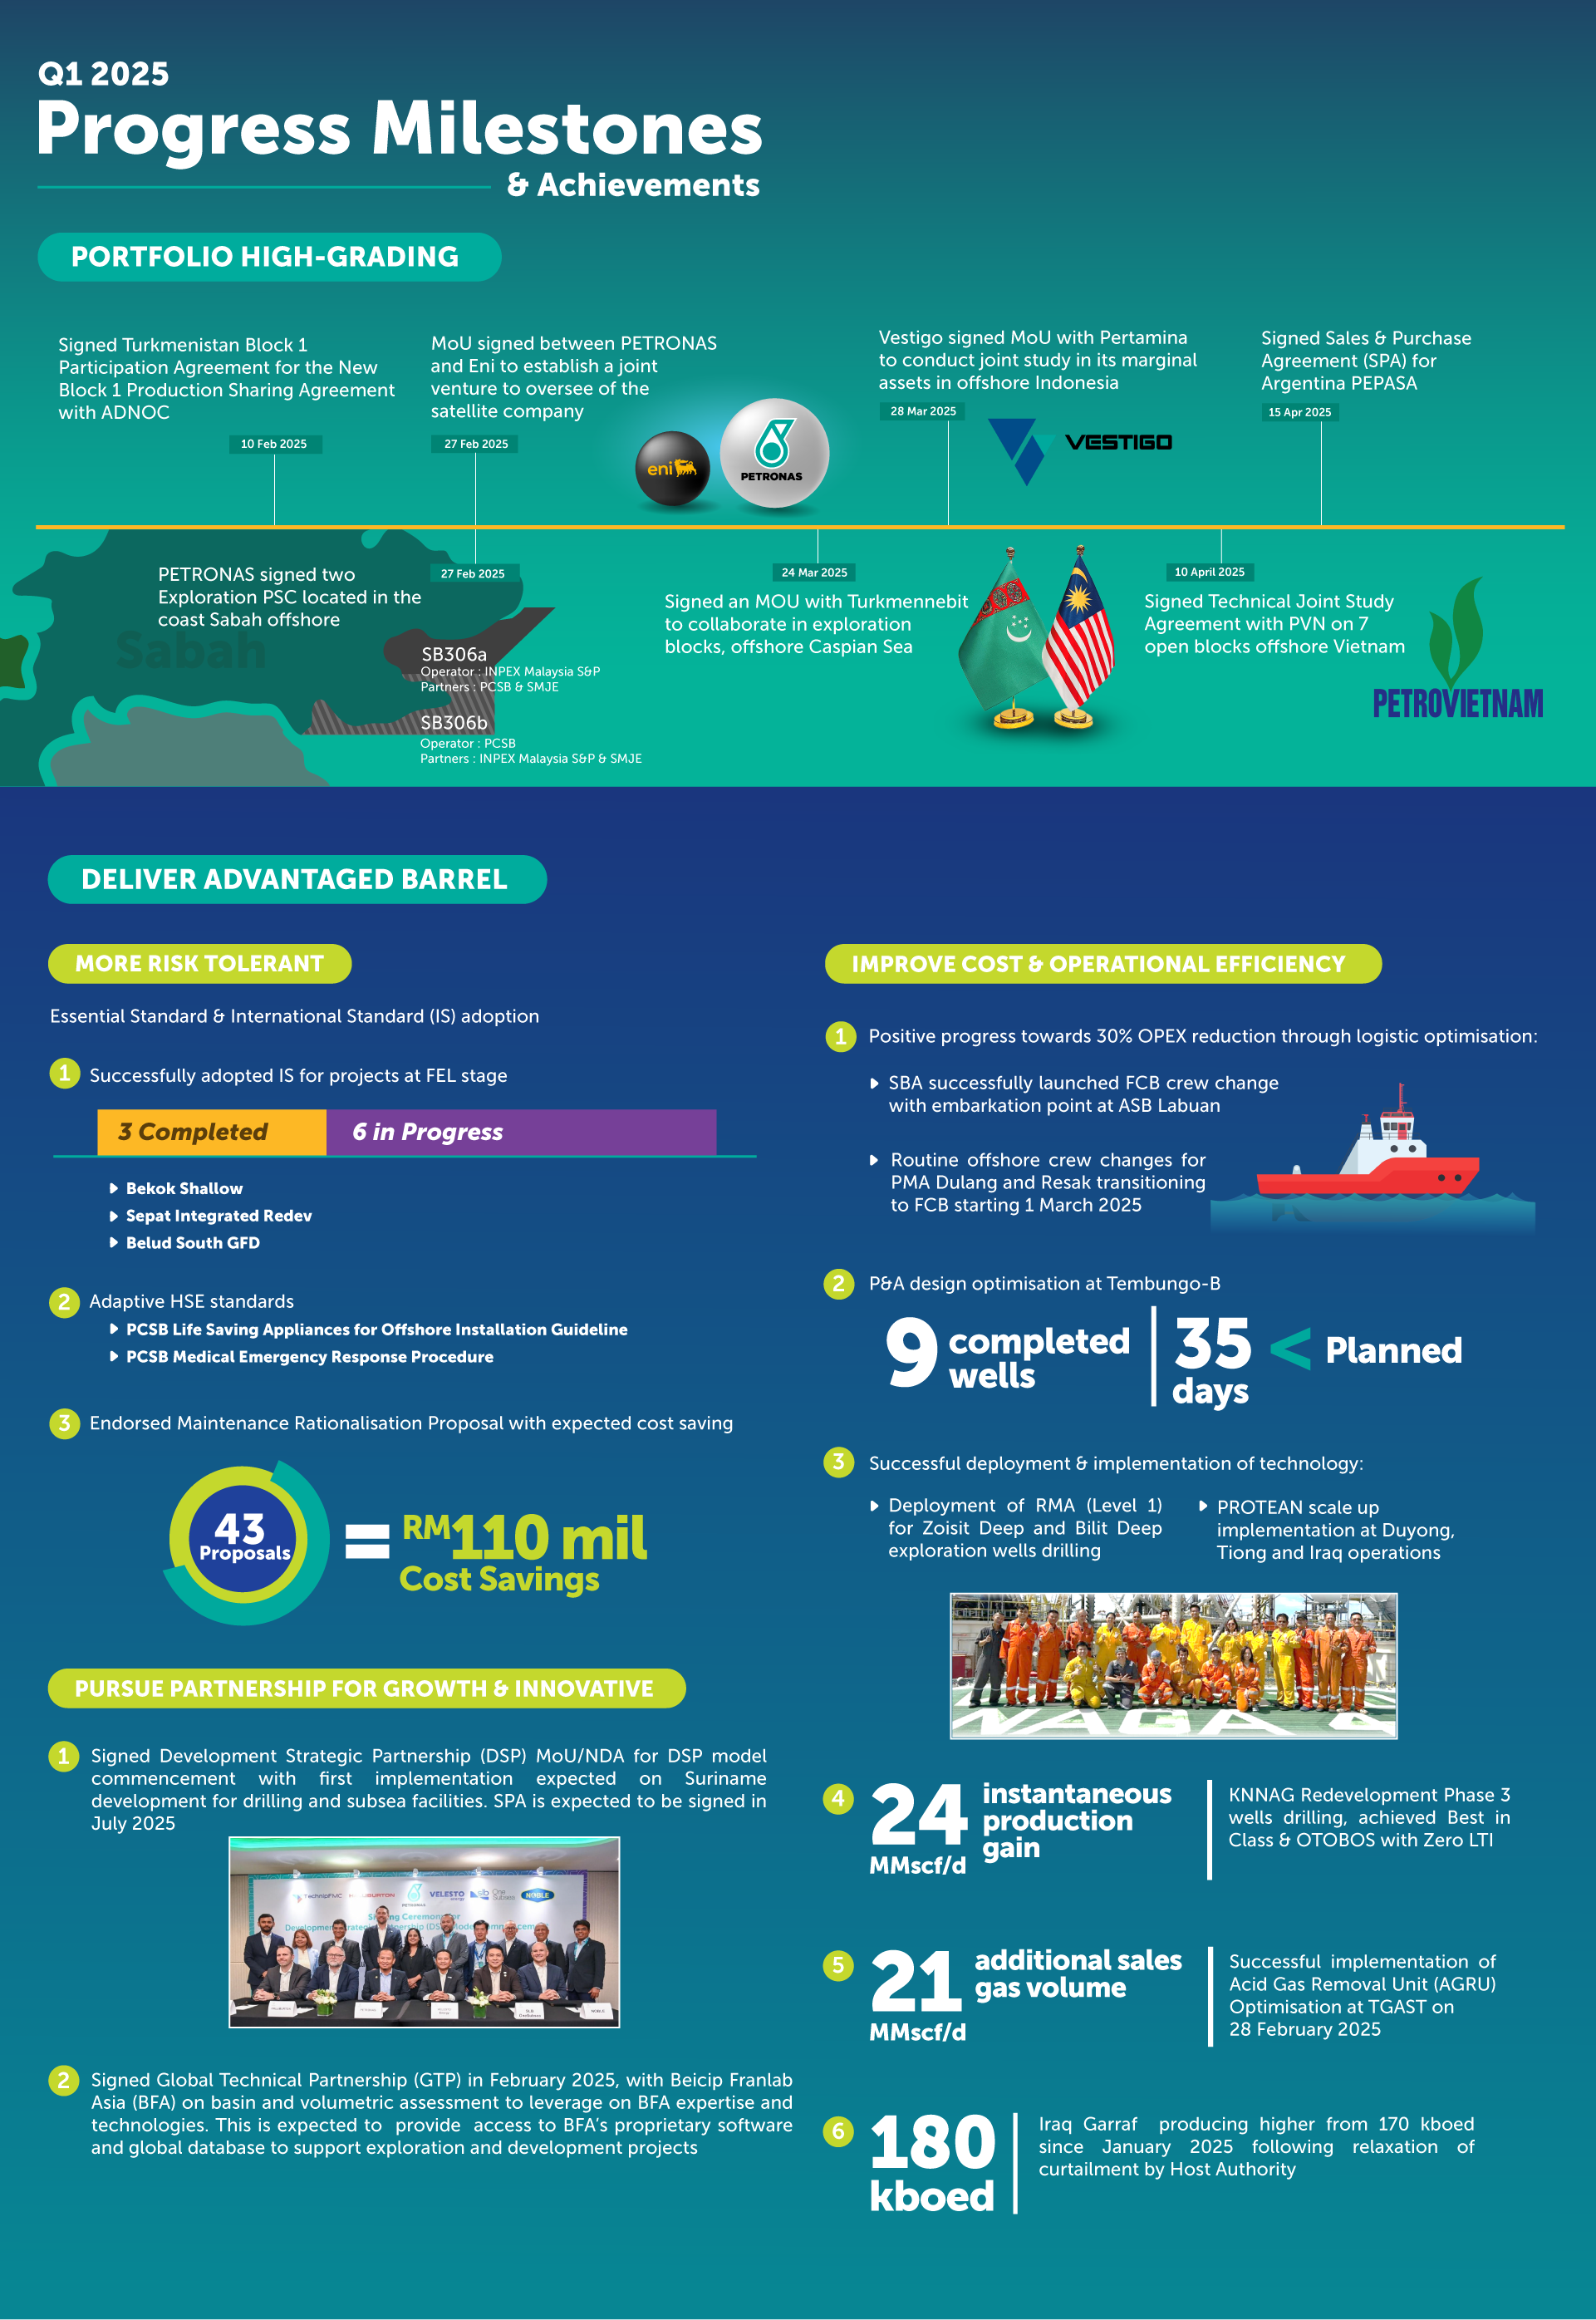 Q1 2025
Progress Milestones
& Achievements
PORTFOLIO HIGH-GRADING
Signed Turkmenistan Block 1
Participation Agreement for the New
Block 1 Production Sharing Agreement
with ADNOC
10 Feb 2025
MoU signed between PETRONAS
and Eni to establish a joint
venture to oversee of the
satellite company
27 Feb 2025
eni
PETRONAS
Vestigo signed MoU with Pertamina
to conduct joint study in its marginal
assets in offshore Indonesia
28 Mar 2025
VESTIGO
Signed Sales & Purchase
Agreement (SPA) for
Argentina PEPASA
15 Apr 2025
PETRONAS signed two
Exploration PSC located in the
coast Sabah offshore
27 Feb 2025
Sabah
SB306a
Operator : INPEX Malaysia S&P
Partners : PCSB & SMJE
SB306b
Operator : PCSB
Partners : INPEX Malaysia S&P & SMJE
24 Mar 2025
Signed an MOU with Turkmennebit
to collaborate in exploration
blocks, offshore Caspian Sea
10 April 2025
Signed Technical Joint Study
Agreement with PVN on 7
open blocks offshore Vietnam
PETROVIETNAM
DELIVER ADVANTAGED BARREL
MORE RISK TOLERANT
Essential Standard & International Standard (IS) adoption
1 Successfully adopted IS for projects at FEL stage
3 Completed
6 in Progress
Bekok Shallow
Sepat Integrated Redev
Belud South GFD
2 Adaptive HSE standards
PCSB Life Saving Appliances for Offshore Installation Guideline
PCSB Medical Emergency Response Procedure
3 Endorsed Maintenance Rationalisation Proposal with expected cost saving
43
Proposals
=
RM110 mil
Cost Savings
PURSUE PARTNERSHIP FOR GROWTH & INNOVATIVE
1 Signed Development Strategic Partnership (DSP) MoU/NDA for DSP model
commencement with first implementation expected on Suriname
development for drilling and subsea facilities. SPA is expected to be signed in
July 2025
TechnipFMC
PETRONAS
VELESTO
slb
One
Subsea
NOBLE
2 Signed Global Technical Partnership (GTP) in February 2025, with Beicip Franlab
Asia (BFA) on basin and volumetric assessment to leverage on BFA expertise and
technologies. This is expected to provide access to BFA's proprietary software
and global database to support exploration and development projects
IMPROVE COST & OPERATIONAL EFFICIENCY
1 Positive progress towards 30% OPEX reduction through logistic optimisation:
SBA successfully launched FCB crew change
with embarkation point at ASB Labuan
Routine offshore crew changes for
PMA Dulang and Resak transitioning
to FCB starting 1 March 2025
2 P&A design optimisation at Tembungo-B
9 completed
wells
35
days
< Planned
3 Successful deployment & implementation of technology:
Deployment of RMA (Level 1)
for Zoisit Deep and Bilit Deep
exploration wells drilling
PROTEAN scale up
implementation at Duyong,
Tiong and Iraq operations
NAGA
4 24
MMscf/d
instantaneous
production
gain
KNNAG Redevelopment Phase 3
wells drilling, achieved Best in
Class & OTOBOS with Zero LTI
5 21
MMscf/d
additional sales
gas volume
Successful implementation of
Acid Gas Removal Unit (AGRU)
Optimisation at TGAST on
28 February 2025
6 180
kboed
Iraq Garraf producing higher from 170 kboed
since January 2025 following relaxation of
curtailment by Host Authority